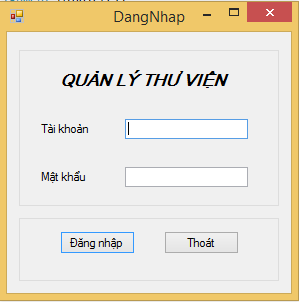 DangNhap
QUẢN LÝ THƯ VIỆN
Tài khoản
Mật khẩu
Đăng nhập
Thoát